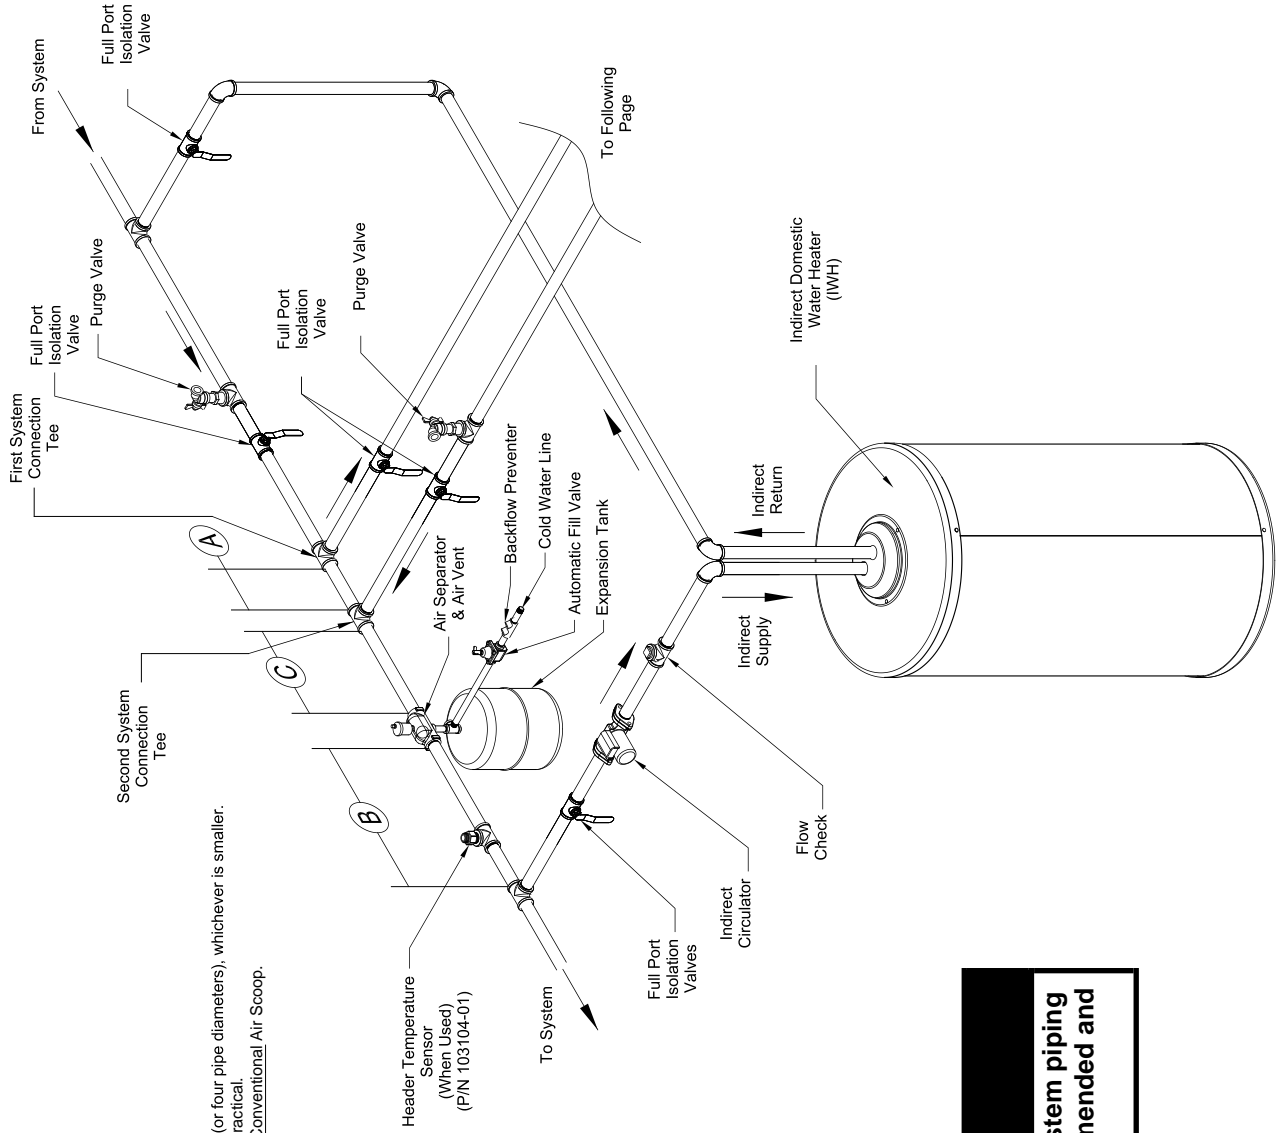 From System
Full Port
Isolation
Valve
Purge Valve
Full Port
Isolation
Valve
First System
Connection
Tee
Full Port
Isolation
Valve
Purge Valve
To Following
Page
A
C
B
Second System
Connection
Tee
Air Separator
& Air Vent
Backflow Preventer
Cold Water Line
Automatic Fill Valve
Expansion Tank
Indirect Domestic
Water Heater
(IWH)
Indirect
Return
Indirect
Supply
Flow
Check
Indirect
Circulator
Full Port
Isolation
Valves
Header Temperature
Sensor
(When Used)
(P/N 103104-01)
To System
(or four pipe diameters), whichever is smaller.
ractical.
Conventional Air Scoop.
stem piping
mended and